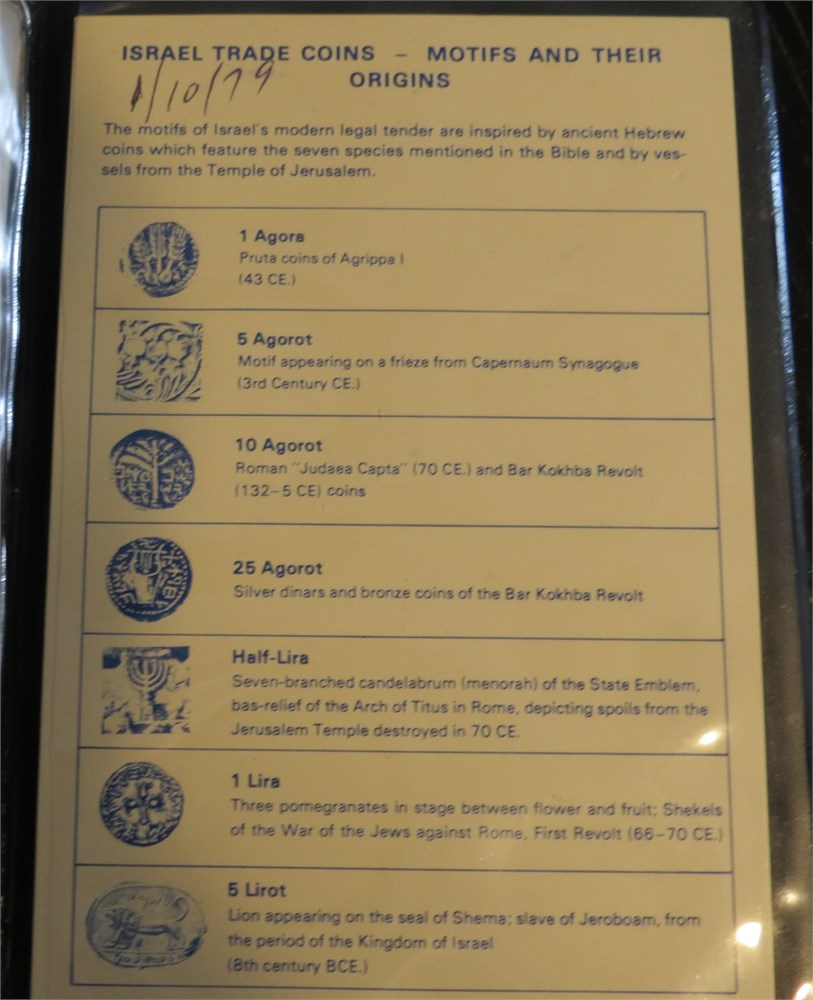 ISRAEL TRADE COINS – MOTIFS AND THEIR
ORIGINS
1/10/79
The motifs of Israel's modern legal tender are inspired by ancient Hebrew
coins which feature the seven species mentioned in the Bible and by ves-
sels from the Temple of Jerusalem.
1 Agora
Pruta coins of Agrippa I
(43 CE.)
5 Agorot
Motif appearing on a frieze from Capernaum Synagogue
(3rd Century CE.)
10 Agorot
Roman "Judaea Capta" (70 CE.) and Bar Kokhba Revolt
(132–5 CE) coins
25 Agorot
Silver dinars and bronze coins of the Bar Kokhba Revolt
Half-Lira
Seven-branched candelabrum (menorah) of the State Emblem,
bas-relief of the Arch of Titus in Rome, depicting spoils from the
Jerusalem Temple destroyed in 70 CE.
1 Lira
Three pomegranates in stage between flower and fruit; Shekels
of the War of the Jews against Rome, First Revolt (66–70 CE.)
5 Lirot
Lion appearing on the seal of Shema; slave of Jeroboam, from
the period of the Kingdom of Israel
(8th century BCE.)